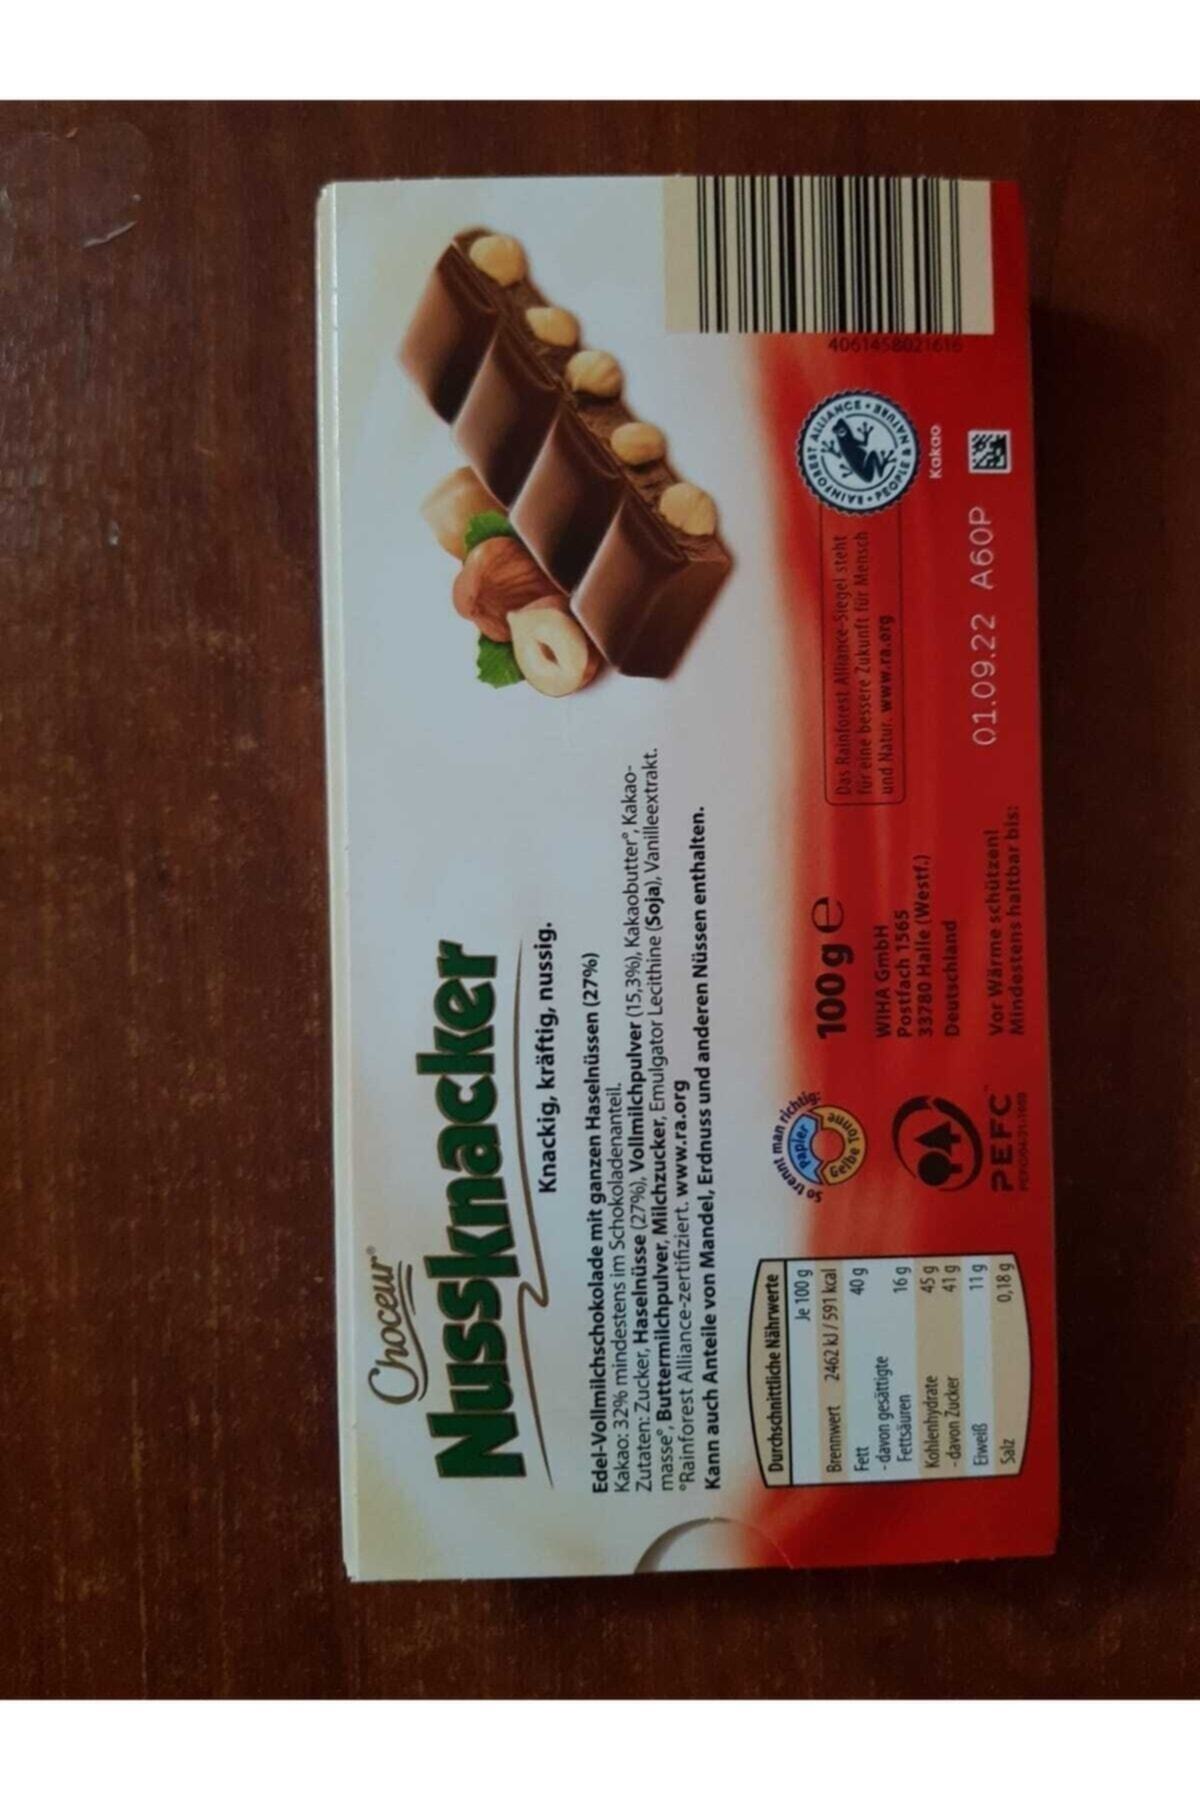 Choceur®
Nussknacker
Knackig, kräftig, nussig.
Edel-Vollmilchschokolade mit ganzen Haselnüssen (27%)
Kakao: 32% mindestens im Schokoladenanteil.
Zutaten: Zucker, Haselnüsse (27%), Vollmilchpulver (15,3%), Kakaobutter°, Kakao-
masse°, Buttermilchpulver, Milchzucker, Emulgator Lecithine (Soja), Vanilleextrakt.
°Rainforest Alliance-zertifiziert. www.ra.org
Kann auch Anteile von Mandel, Erdnuss und anderen Nüssen enthalten.
Durchschnittliche Nährwerte
Je 100 g
Brennwert 2462 kJ / 591 kcal
Fett 40 g
- davon gesättigte
Fettsäuren 16 g
Kohlenhydrate 45 g
- davon Zucker 41 g
Eiweiß 11 g
Salz 0,18 g
So trennt man richtig:
Papier
Gelbe Tonne
PEFC™
100 g e
WIHA GmbH
Postfach 1565
33780 Halle (Westf.)
Deutschland
Vor Wärme schützen!
Mindestens haltbar bis:
01.09.22 A60P
Das Rainforest Alliance-Siegel steht
für eine bessere Zukunft für Mensch
und Natur. www.ra.org
RAINFOREST ALLIANCE • PEOPLE & NATURE •
Kakao
4061458021616